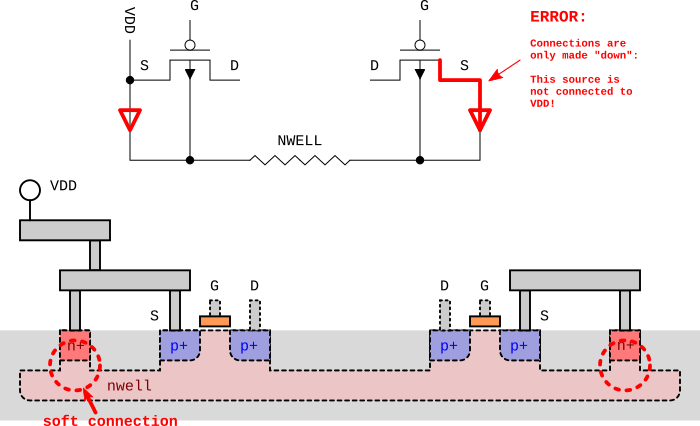 G
G
VDD
ERROR:
Connections are
only made "down":
This source is
not connected to
VDD!
S
D
D
S
NWELL
VDD
G
D
D
G
S
S
n+
p+
p+
p+
p+
n+
nwell
soft connection